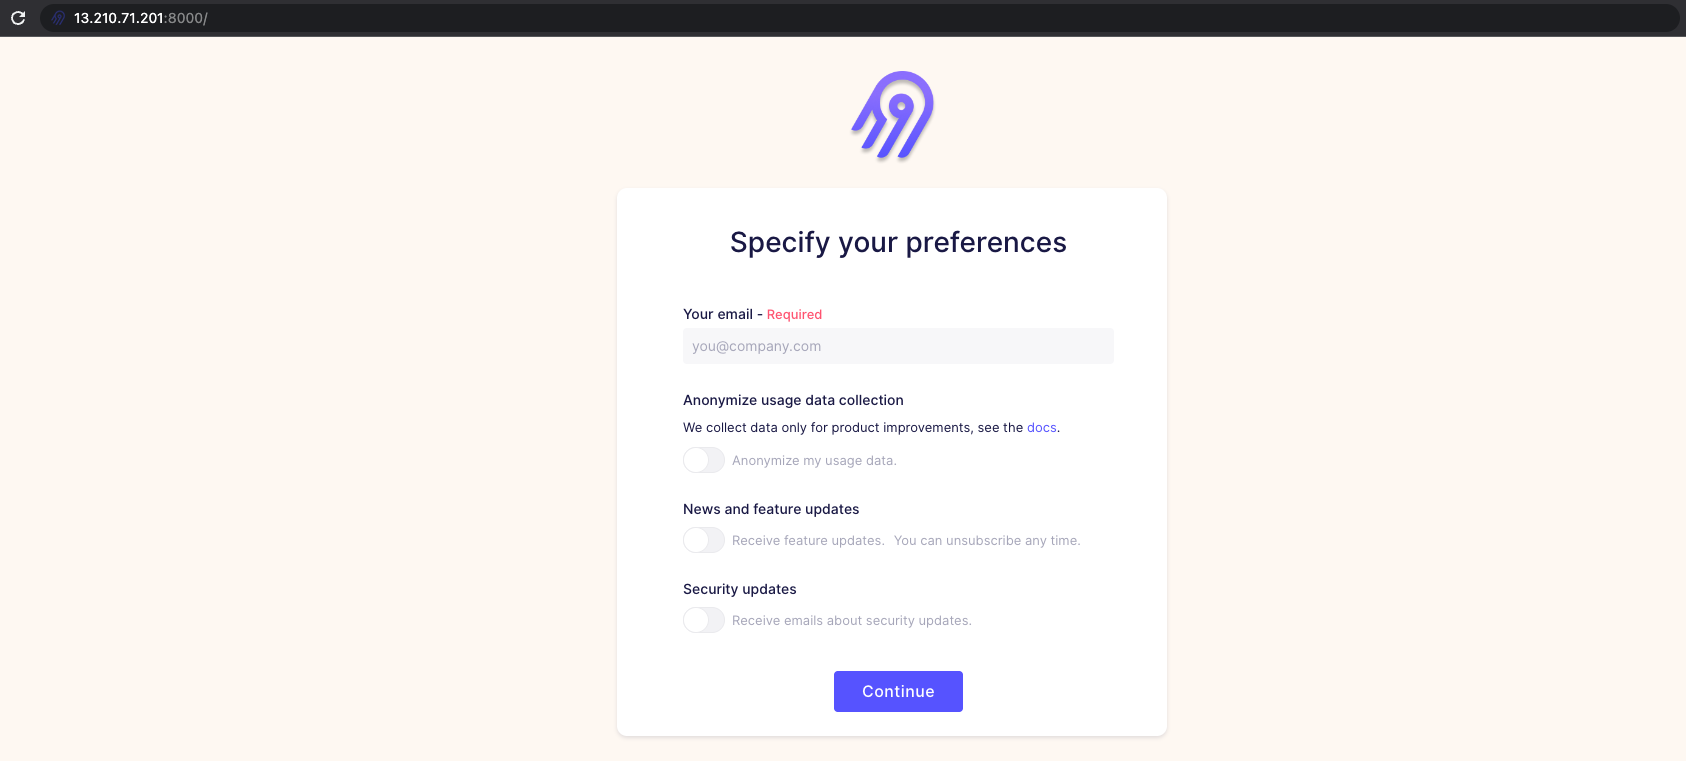 13.210.71.201:8000/
Specify your preferences
Your email - Required
you@company.com
Anonymize usage data collection
We collect data only for product improvements, see the docs.
Anonymize my usage data.
News and feature updates
Receive feature updates. You can unsubscribe any time.
Security updates
Receive emails about security updates.
Continue